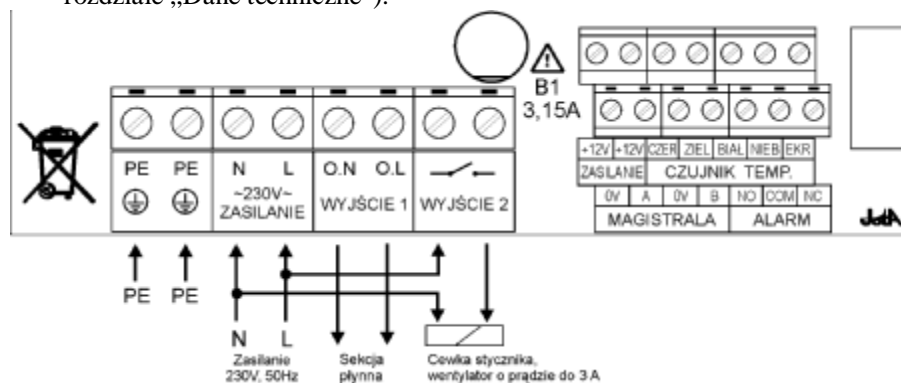 rozdziale „Dane techniczne").
B1
3,15A
PE PE N L O.N O.L
~230V~
ZASILANIE WYJŚCIE 1 WYJŚCIE 2
+12V +12V CZER ZIEL BIAŁ NIEB EKR
ZASILANIE CZUJNIK TEMP.
0V A 0V B NO COM NC
MAGISTRALA ALARM
JotA
PE PE
N L
Zasilanie
230V, 50Hz
Sekcja
płynna
Cewka stycznika,
wentylator o prądzie do 3 A